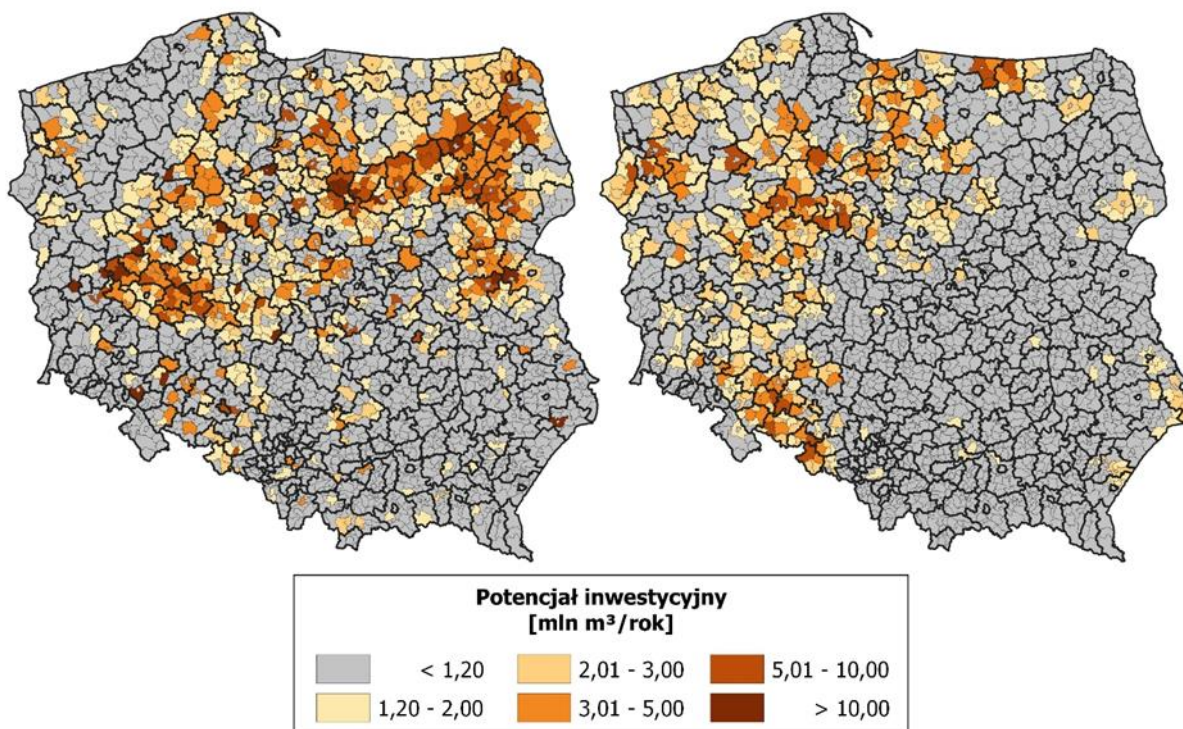 Potencjał inwestycyjny
[mln m³/rok]
< 1,20
2,01 - 3,00
5,01 - 10,00
1,20 - 2,00
3,01 - 5,00
> 10,00